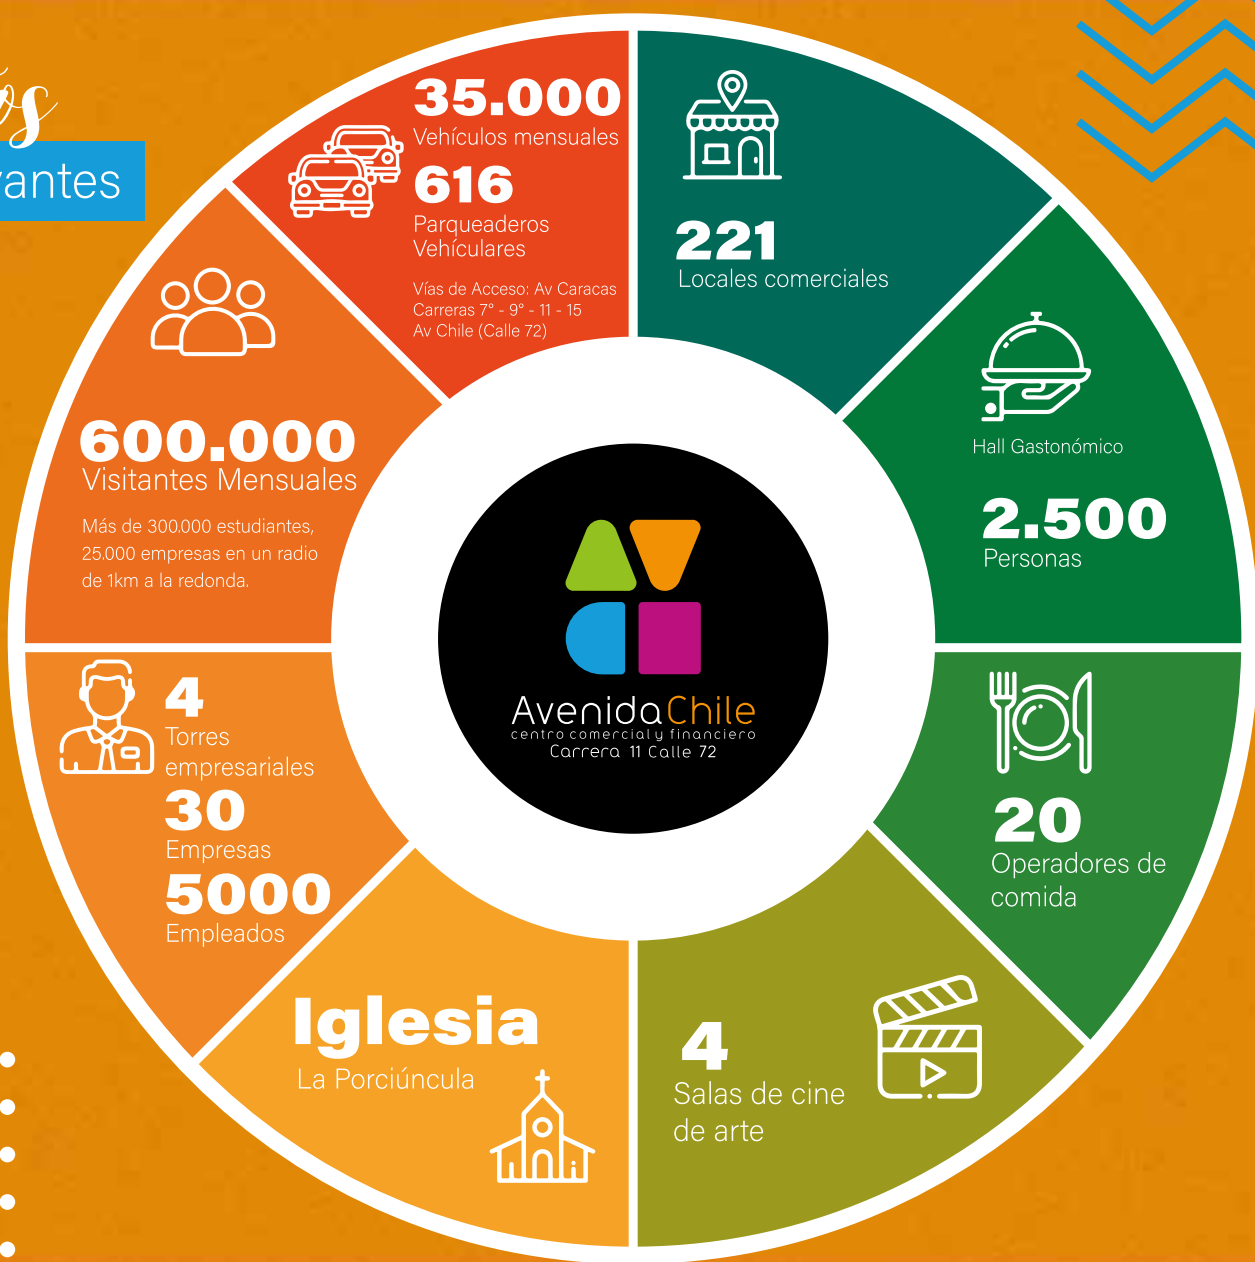 35.000
Vehículos mensuales
616
Parqueaderos
Vehículares
Vías de Acceso: Av Caracas
Carreras 7° - 9° - 11 - 15
Av Chile (Calle 72)
221
Locales comerciales
Hall Gastonómico
2.500
Personas
20
Operadores de
comida
4
Salas de cine
de arte
Iglesia
La Porciúncula
4
Torres
empresariales
30
Empresas
5000
Empleados
600.000
Visitantes Mensuales
Más de 300.000 estudiantes,
25.000 empresas en un radio
de 1km a la redonda.
AvenidaChile
centro comercial y financiero
Carrera 11 Calle 72